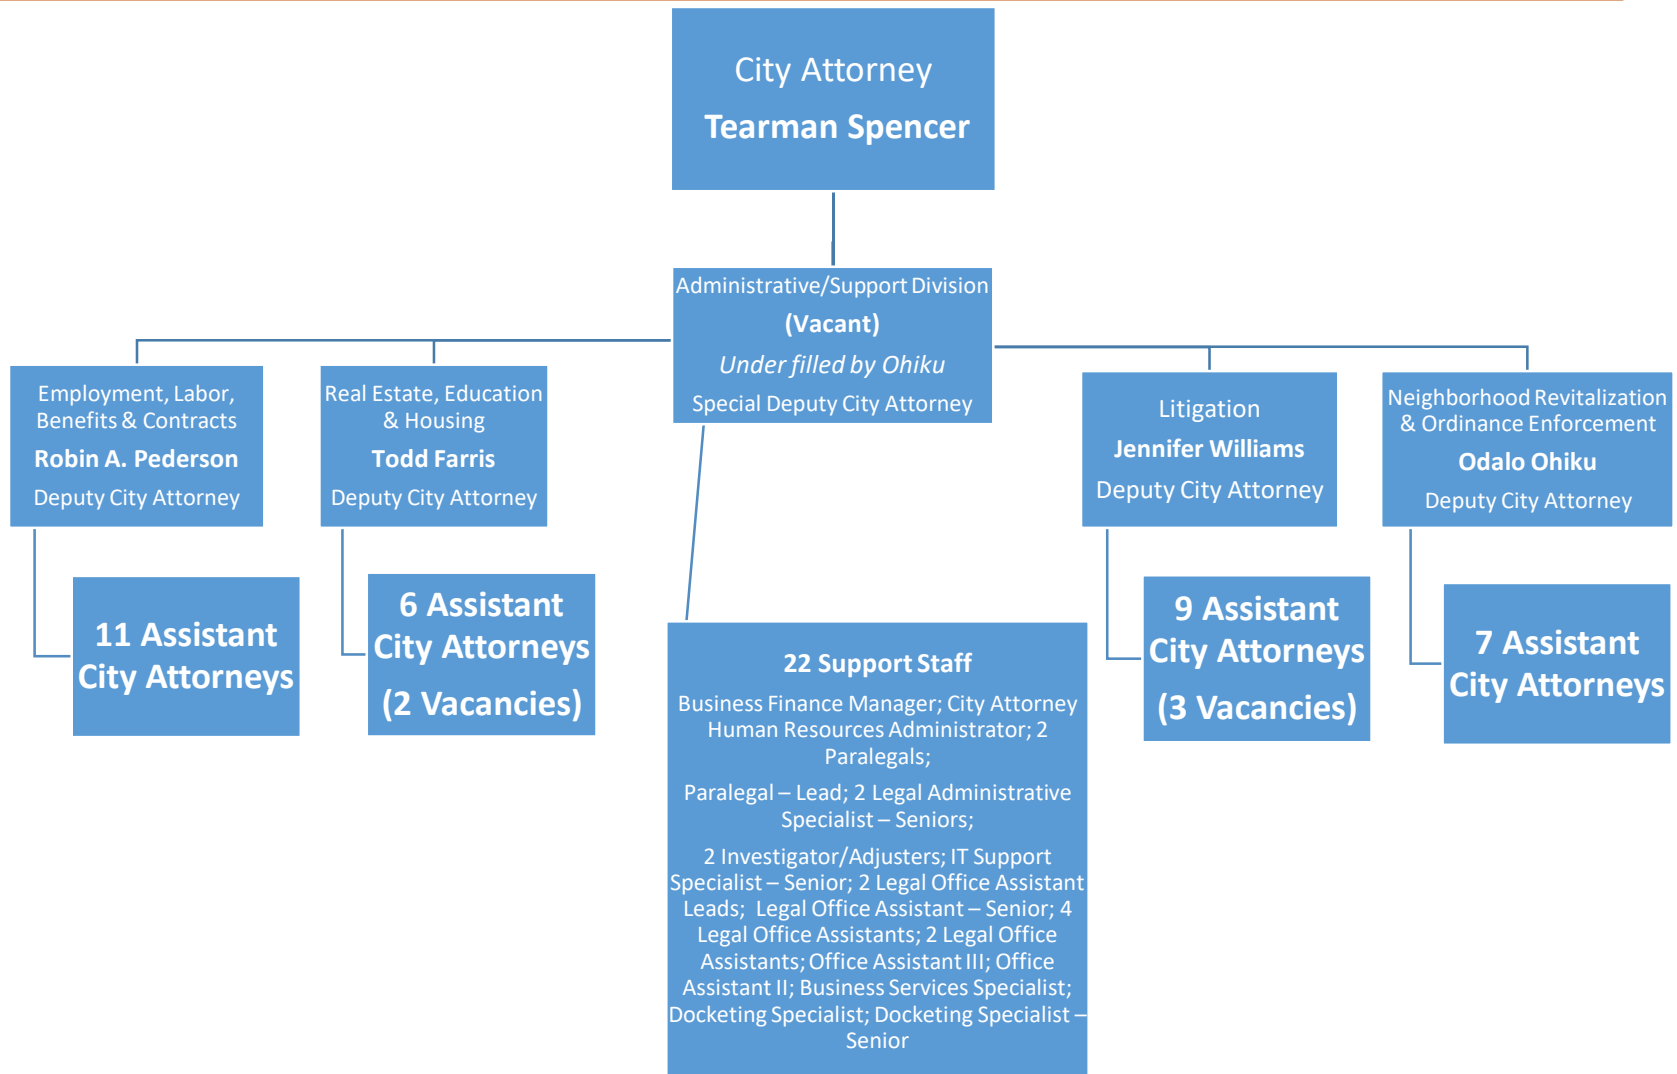 City Attorney
Tearman Spencer
Administrative/Support Division
(Vacant)
Under filled by Ohiku
Special Deputy City Attorney
Employment, Labor,
Benefits & Contracts
Robin A. Pederson
Deputy City Attorney
Real Estate, Education
& Housing
Todd Farris
Deputy City Attorney
Litigation
Jennifer Williams
Deputy City Attorney
Neighborhood Revitalization
& Ordinance Enforcement
Odalo Ohiku
Deputy City Attorney
11 Assistant
City Attorneys
6 Assistant
City Attorneys
(2 Vacancies)
9 Assistant
City Attorneys
(3 Vacancies)
7 Assistant
City Attorneys
22 Support Staff
Business Finance Manager; City Attorney
Human Resources Administrator; 2
Paralegals;
Paralegal – Lead; 2 Legal Administrative
Specialist – Seniors;
2 Investigator/Adjusters; IT Support
Specialist – Senior; 2 Legal Office Assistant
Leads; Legal Office Assistant – Senior; 4
Legal Office Assistants; 2 Legal Office
Assistants; Office Assistant III; Office
Assistant II; Business Services Specialist;
Docketing Specialist; Docketing Specialist –
Senior